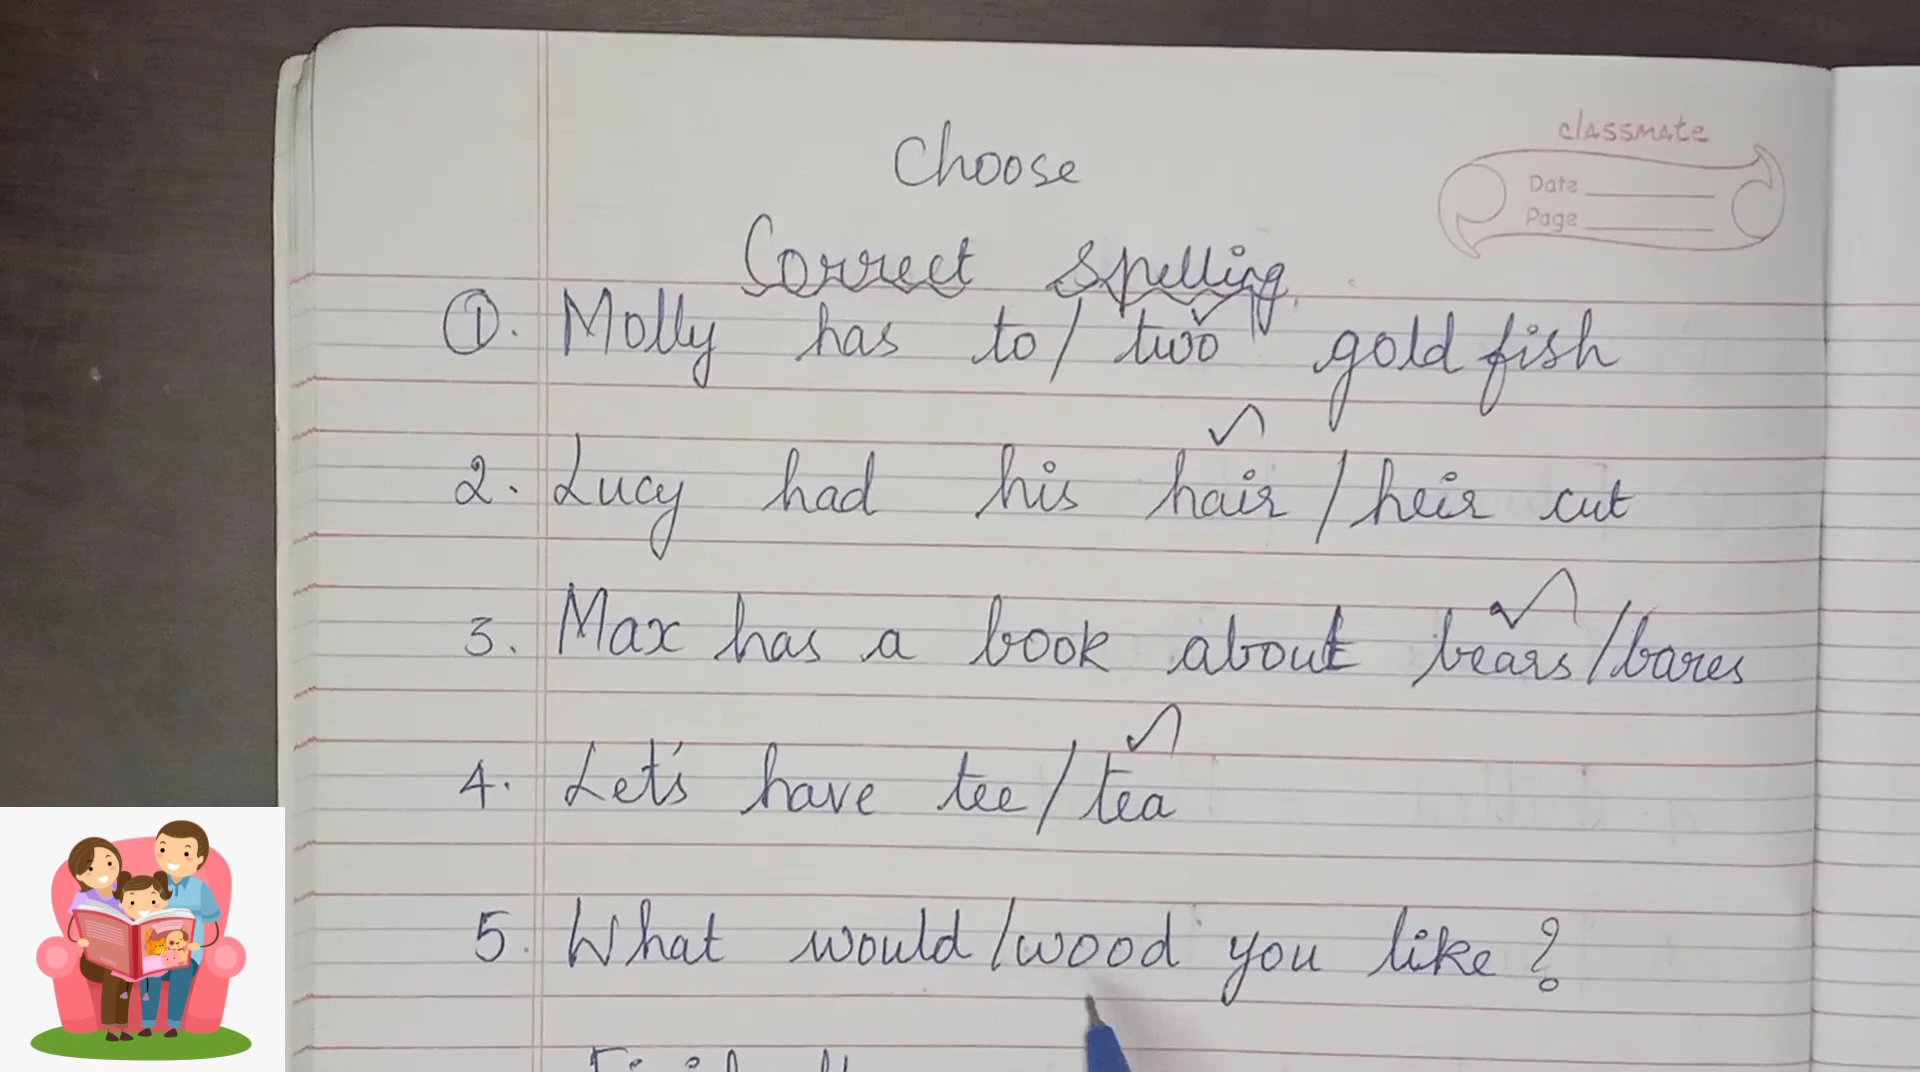 classmate
Date
Page
Choose
Correct Spelling
1. Molly has to/two gold fish
2. Lucy had his hair/heir cut
3. Max has a book about bears/bares
4. Let's have tee/tea
5. What would/wood you like?